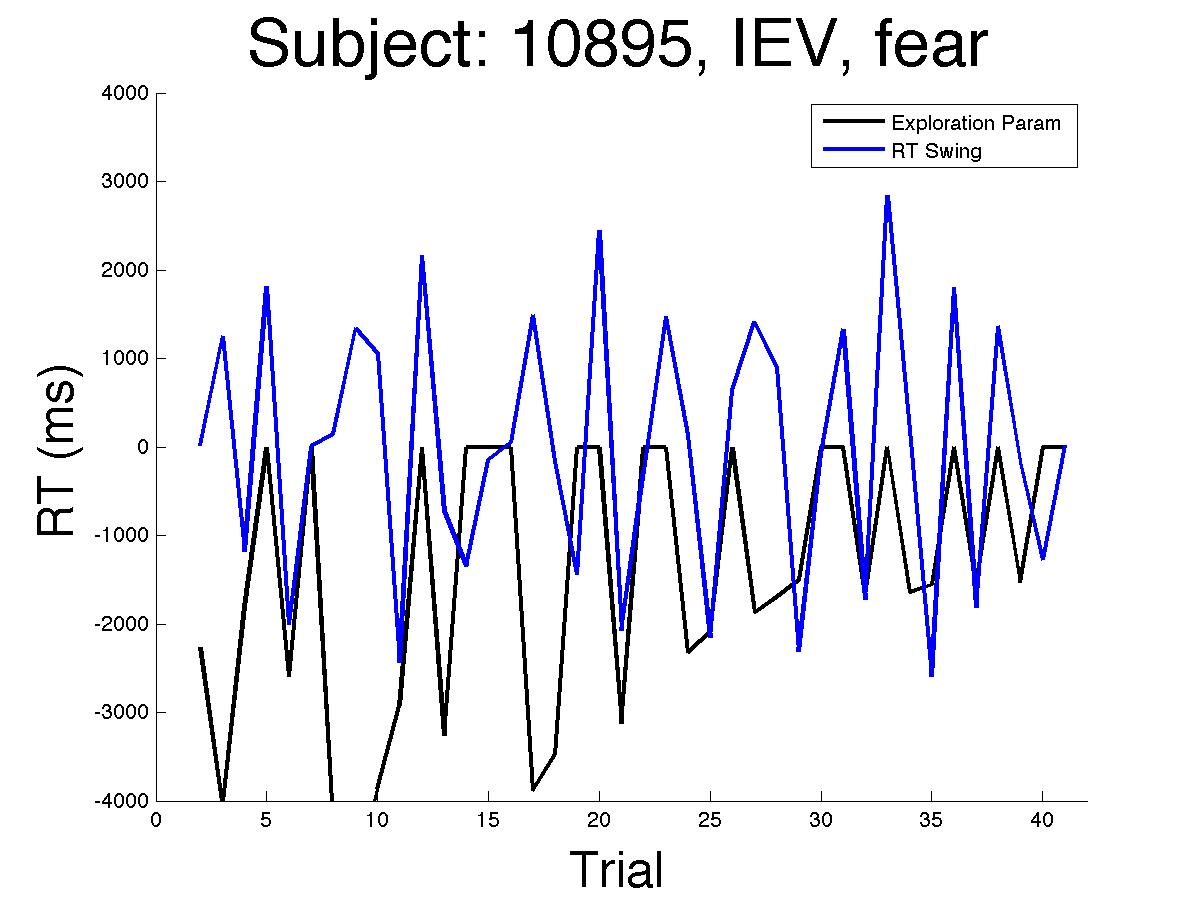 Subject: 10895, IEV, fear
Exploration Param
RT Swing
4000
3000
2000
1000
0
-1000
-2000
-3000
-4000
RT (ms)
0 5 10 15 20 25 30 35 40
Trial